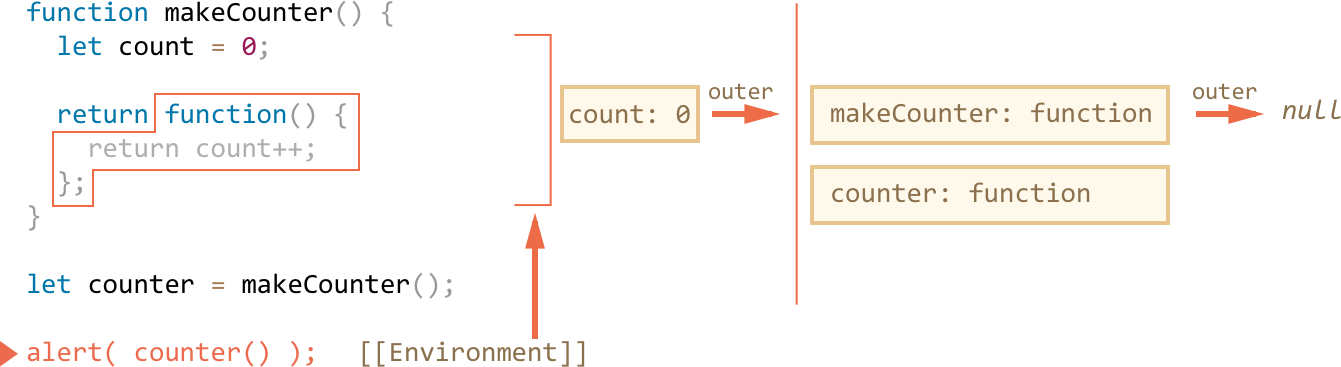 function makeCounter() {
let count = 0;
return function() {
return count++;
};
}
let counter = makeCounter();
alert( counter() );
[[Environment]]
count: 0
outer
makeCounter: function
counter: function
outer
null